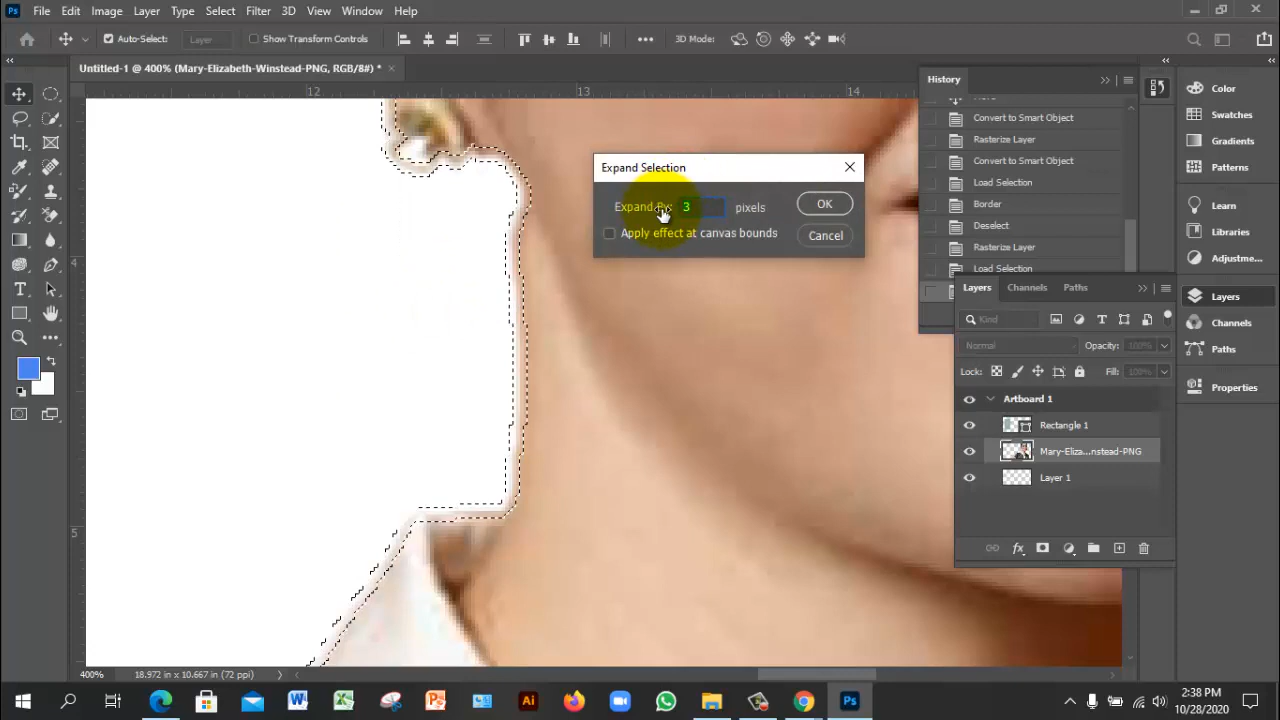 Ps File Edit Image Layer Type Select Filter 3D View Window Help
Auto-Select: Layer Show Transform Controls 3D Mode:
Untitled-1 @ 400% (Mary-Elizabeth-Winstead-PNG, RGB/8#) *
12 13 14
4
5
Expand Selection
Expand By: 3 pixels
Apply effect at canvas bounds
OK
Cancel
History
Convert to Smart Object
Rasterize Layer
Convert to Smart Object
Load Selection
Border
Deselect
Rasterize Layer
Load Selection
Layers Channels Paths
Kind
Normal Opacity: 100%
Lock: Fill: 100%
Artboard 1
Rectangle 1
Mary-Eliza...nstead-PNG
Layer 1
Color
Swatches
Gradients
Patterns
Learn
Libraries
Adjustme...
Layers
Channels
Paths
Properties
400% 18.972 in x 10.667 in (72 ppi)
2:38 PM
10/28/2020